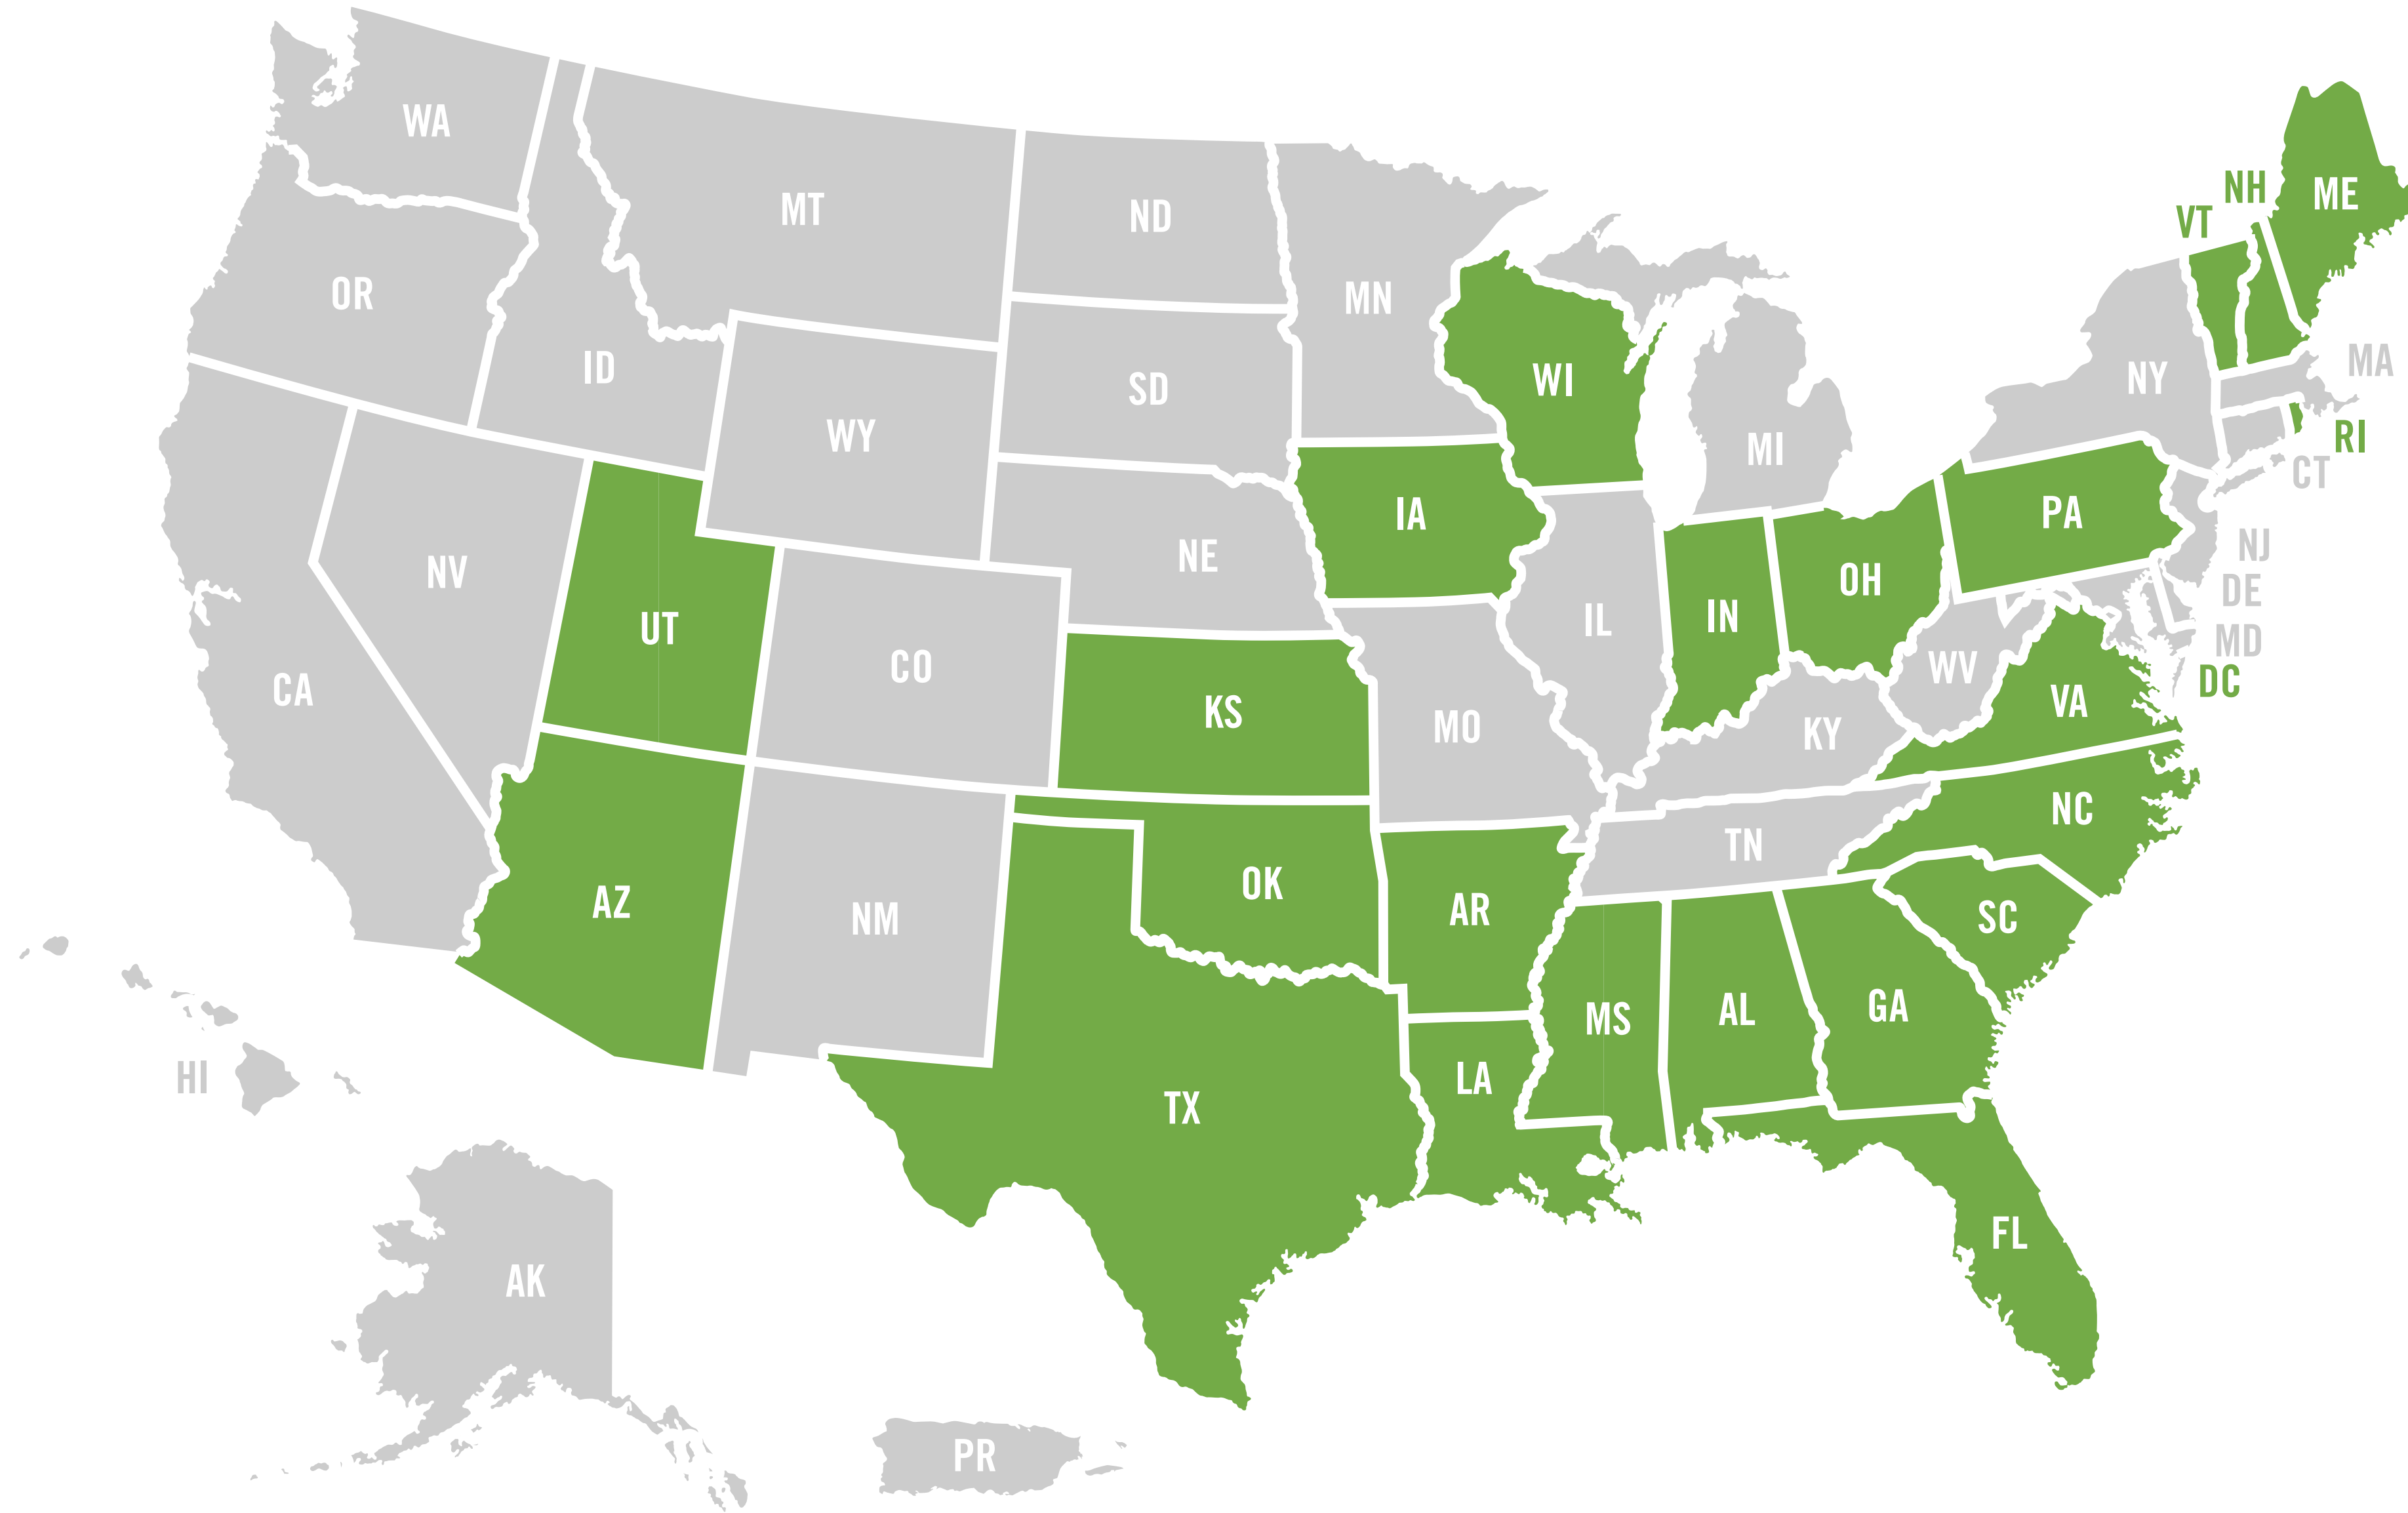 WA
MT
ND
NH
ME
VT
OR
MN
ID
SD
WI
NY
MA
WY
MI
RI
CT
IA
PA
NV
NE
NJ
OH
DE
UT
IN
IL
MD
CO
WV
DC
CA
KS
MO
KY
VA
NC
TN
AZ
NM
OK
AR
SC
MS
AL
GA
HI
LA
TX
FL
AK
PR